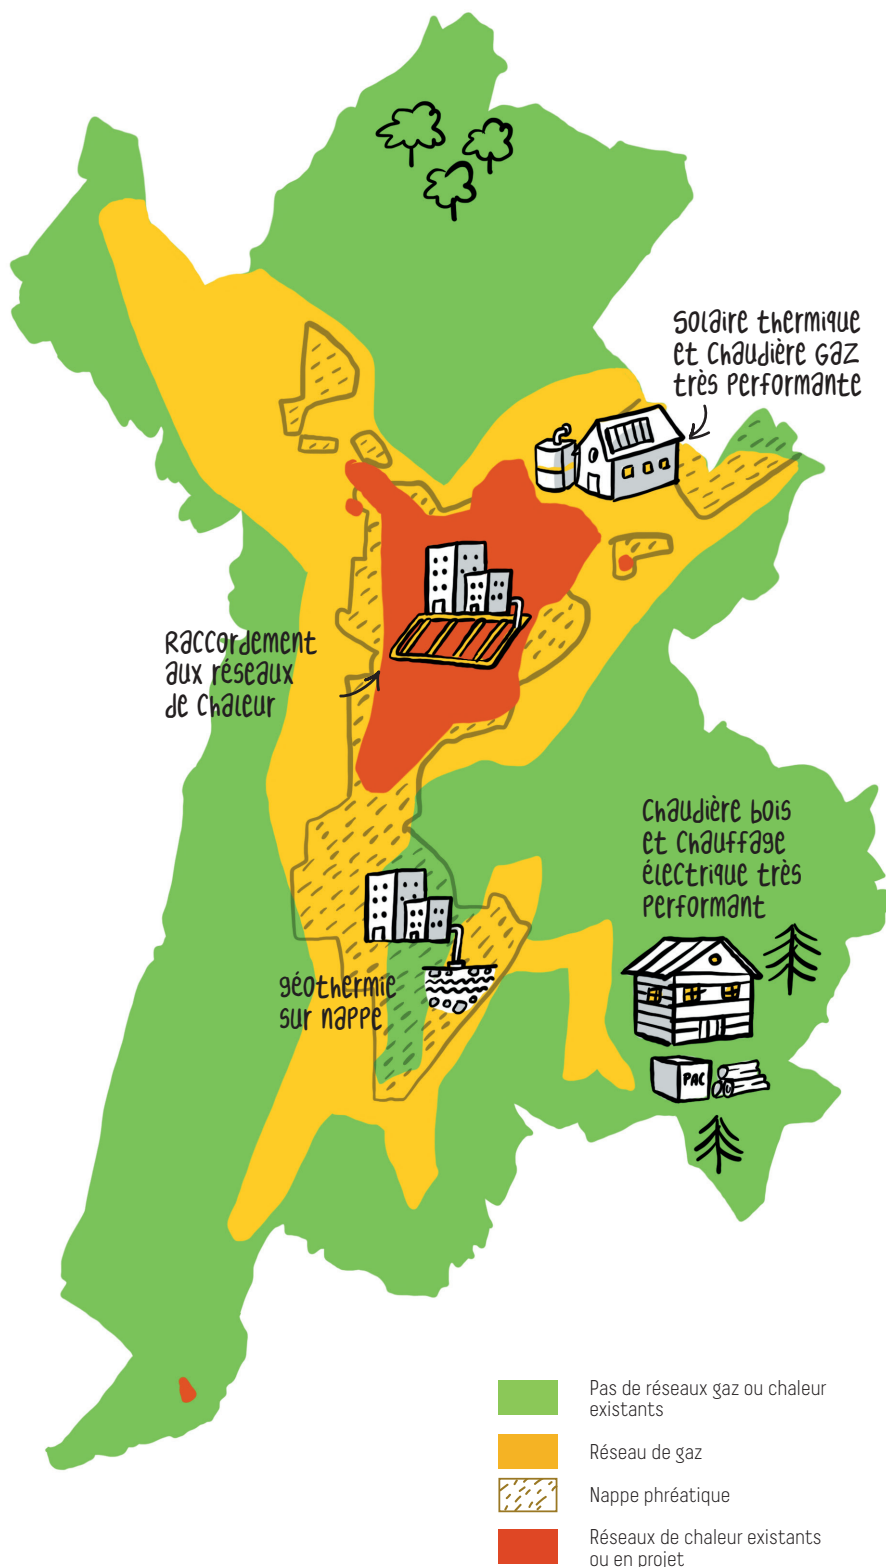 Solaire thermique
et Chaudière Gaz
très Performante
Raccordement
aux réseaux
de Chaleur
Chaudière bois
et Chauffage
électrique très
Performant
géothermie
sur nappe
PAC
Pas de réseaux gaz ou chaleur
existants
Réseau de gaz
Nappe phréatique
Réseaux de chaleur existants
ou en projet